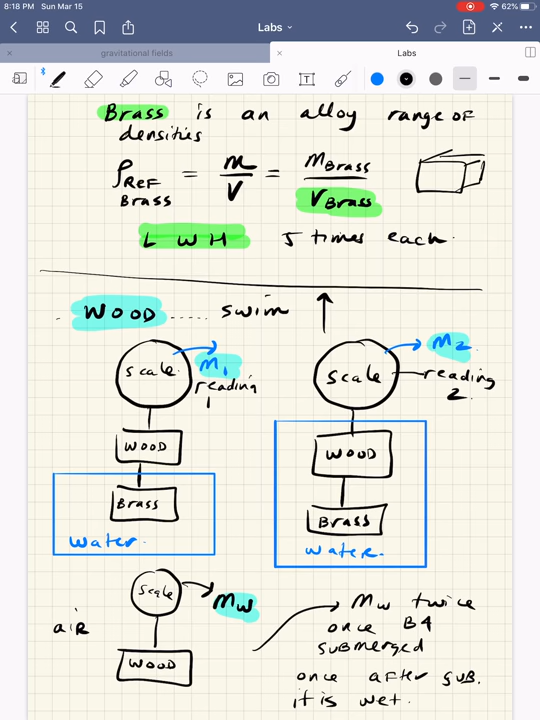 8:18 PM Sun Mar 15
62%
Labs
gravitational fields
Labs
Brass is an alloy range of
densities
ρ REF Brass = m/V = MBrass/VBrass
L W H 5 times each.
WOOD ..... swim ↑
scale M1
reading
1
WOOD
Brass
water.
scale M2
reading
2.
WOOD
Brass
water.
scale Mw
air
WOOD
Mw twice
once B4
submerged
once after sub.
it is wet.